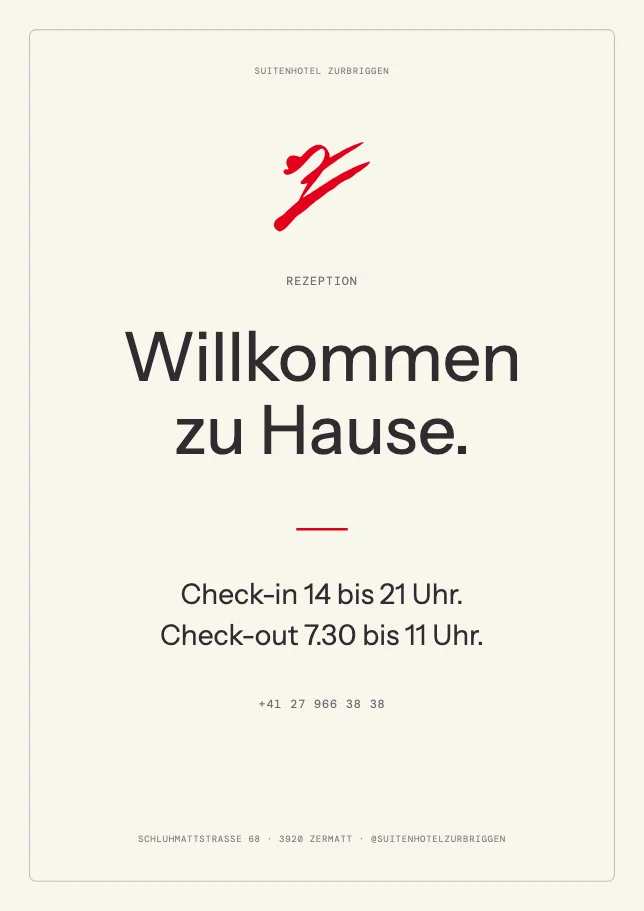 SUITENHOTEL ZURBRIGGEN
REZEPTION
Willkommen
zu Hause.
Check-in 14 bis 21 Uhr.
Check-out 7.30 bis 11 Uhr.
+41 27 966 38 38
SCHLUHMATTSTRASSE 68 · 3920 ZERMATT · @SUITENHOTELZURBRIGGEN